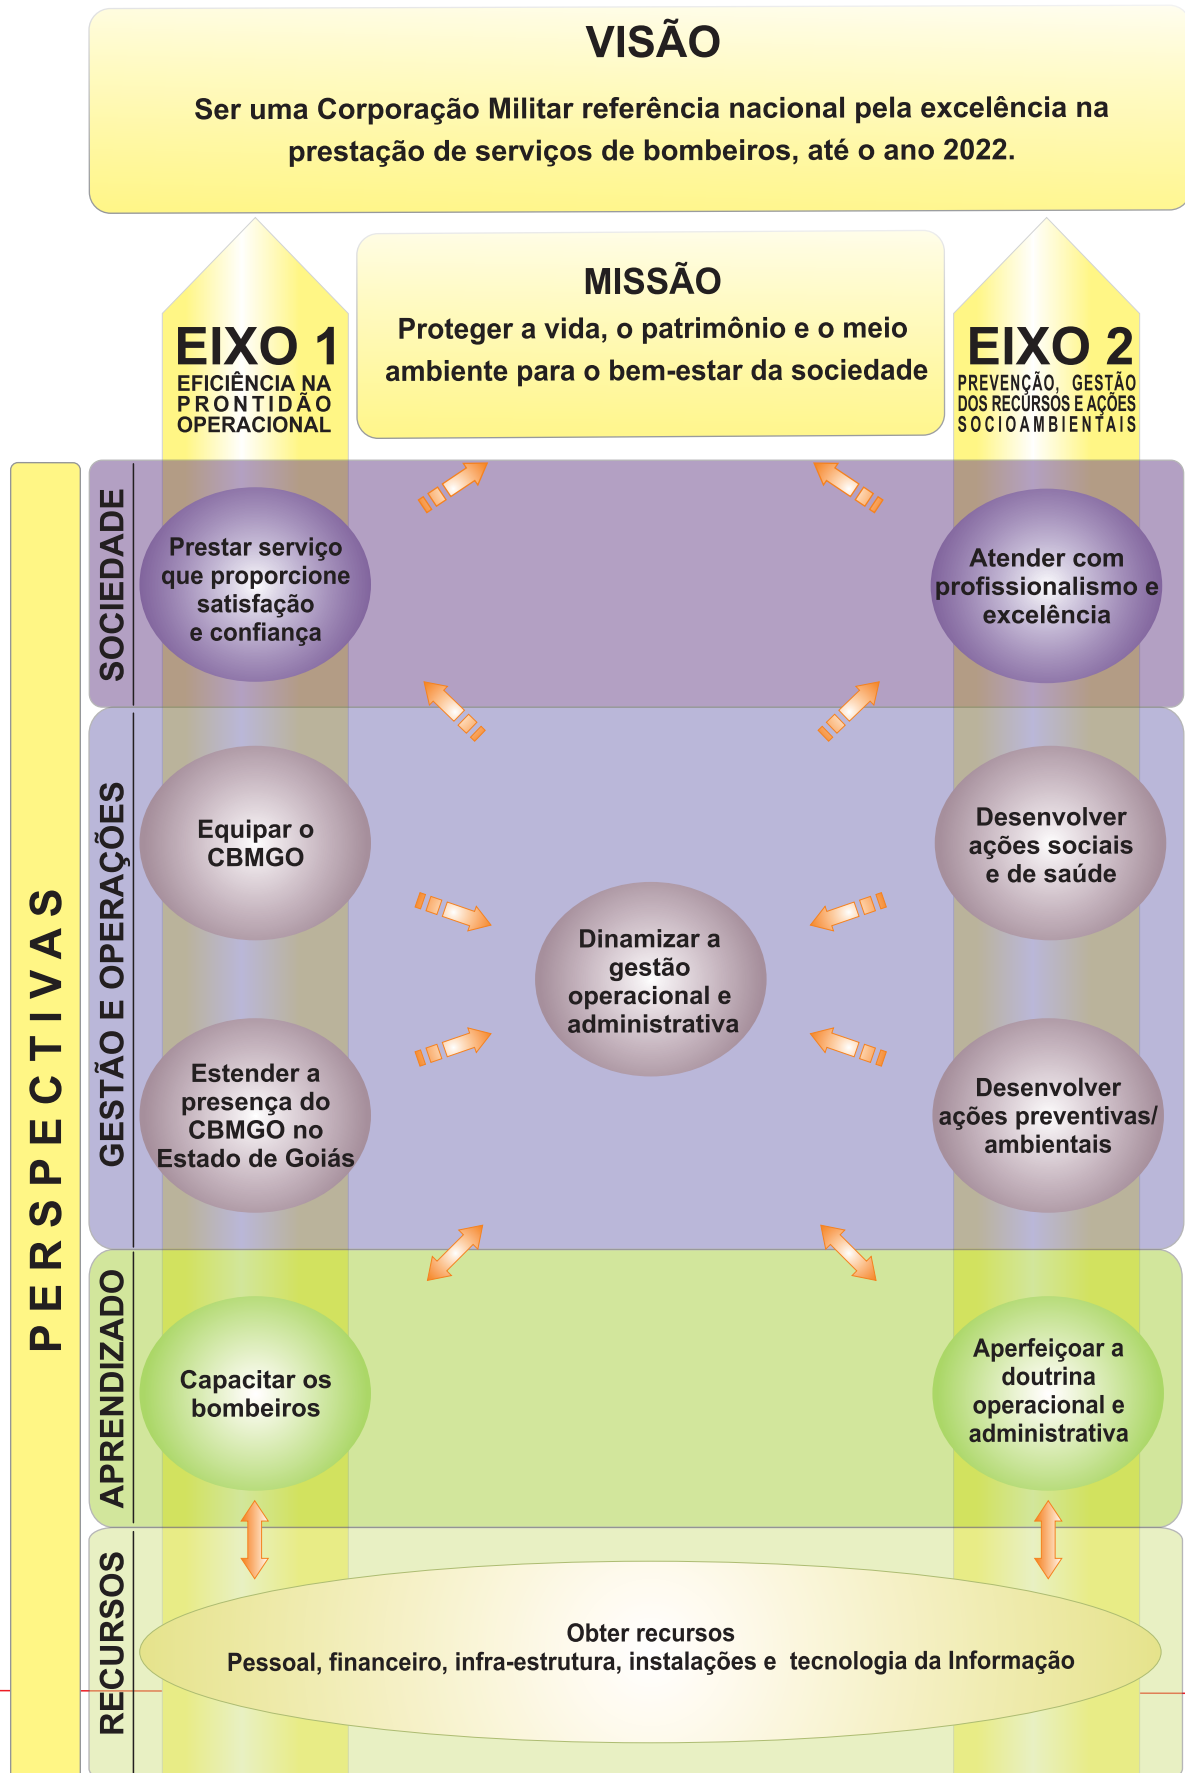 VISÃO
Ser uma Corporação Militar referência nacional pela excelência na
prestação de serviços de bombeiros, até o ano 2022.
MISSÃO
Proteger a vida, o patrimônio e o meio
ambiente para o bem-estar da sociedade
EIXO 1
EFICIÊNCIA NA
PRONTIDÃO
OPERACIONAL
EIXO 2
PREVENÇÃO, GESTÃO
DOS RECURSOS E AÇÕES
SOCIOAMBIENTAIS
PERSPECTIVAS
SOCIEDADE
Prestar serviço
que proporcione
satisfação
e confiança
Atender com
profissionalismo e
excelência
GESTÃO E OPERAÇÕES
Equipar o
CBMGO
Desenvolver
ações sociais
e de saúde
Dinamizar a
gestão
operacional e
administrativa
Estender a
presença do
CBMGO no
Estado de Goiás
Desenvolver
ações preventivas/
ambientais
APRENDIZADO
Capacitar os
bombeiros
Aperfeiçoar a
doutrina
operacional e
administrativa
RECURSOS
Obter recursos
Pessoal, financeiro, infra-estrutura, instalações e tecnologia da Informação